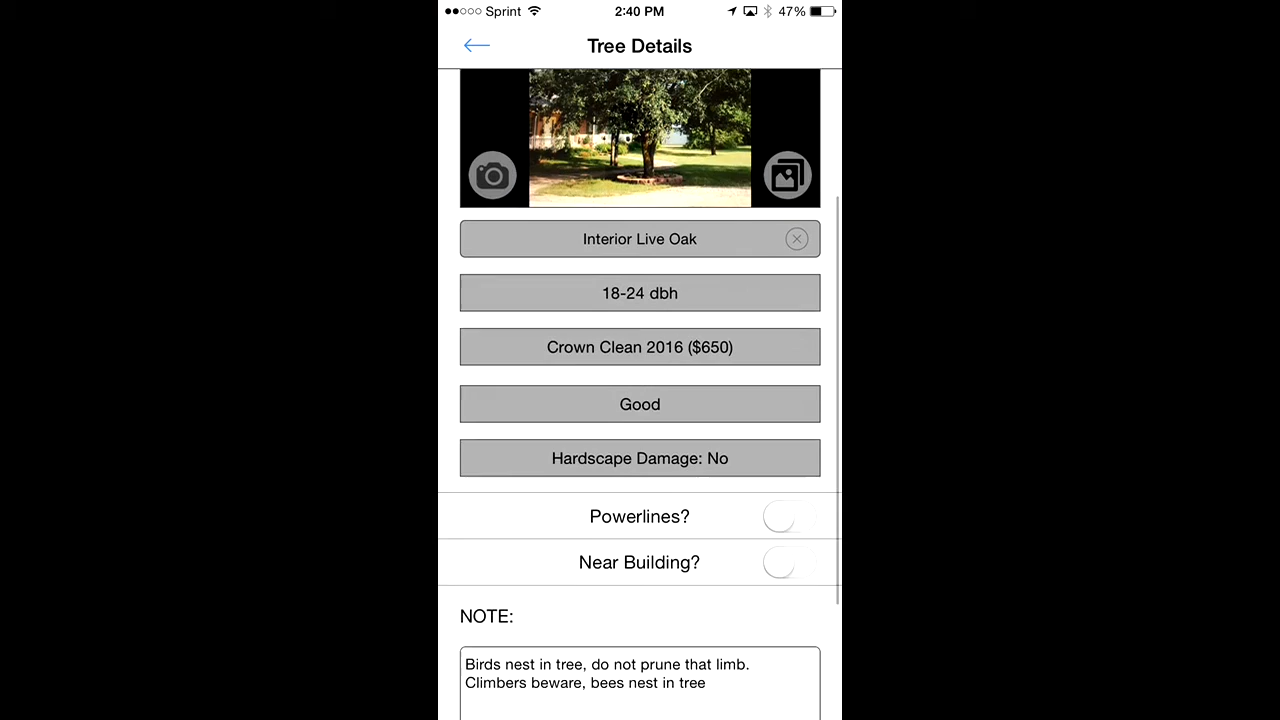 Sprint 2:40 PM 47%
Tree Details
Interior Live Oak
18-24 dbh
Crown Clean 2016 ($650)
Good
Hardscape Damage: No
Powerlines?
Near Building?
NOTE:
Birds nest in tree, do not prune that limb.
Climbers beware, bees nest in tree